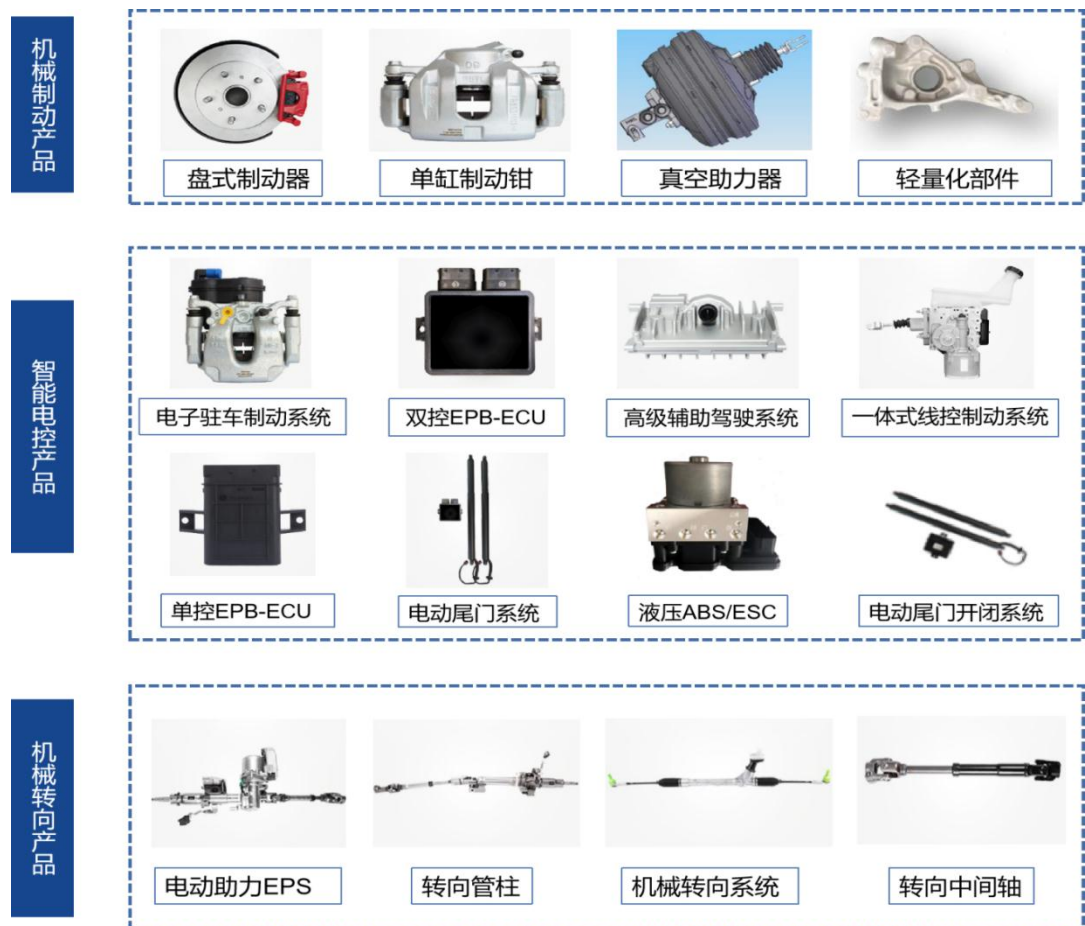 机械制动产品
盘式制动器
单缸制动钳
真空助力器
轻量化部件
智能电控产品
电子驻车制动系统
双控EPB-ECU
高级辅助驾驶系统
一体式线控制动系统
单控EPB-ECU
电动尾门系统
液压ABS/ESC
电动尾门开闭系统
机械转向产品
电动助力EPS
转向管柱
机械转向系统
转向中间轴